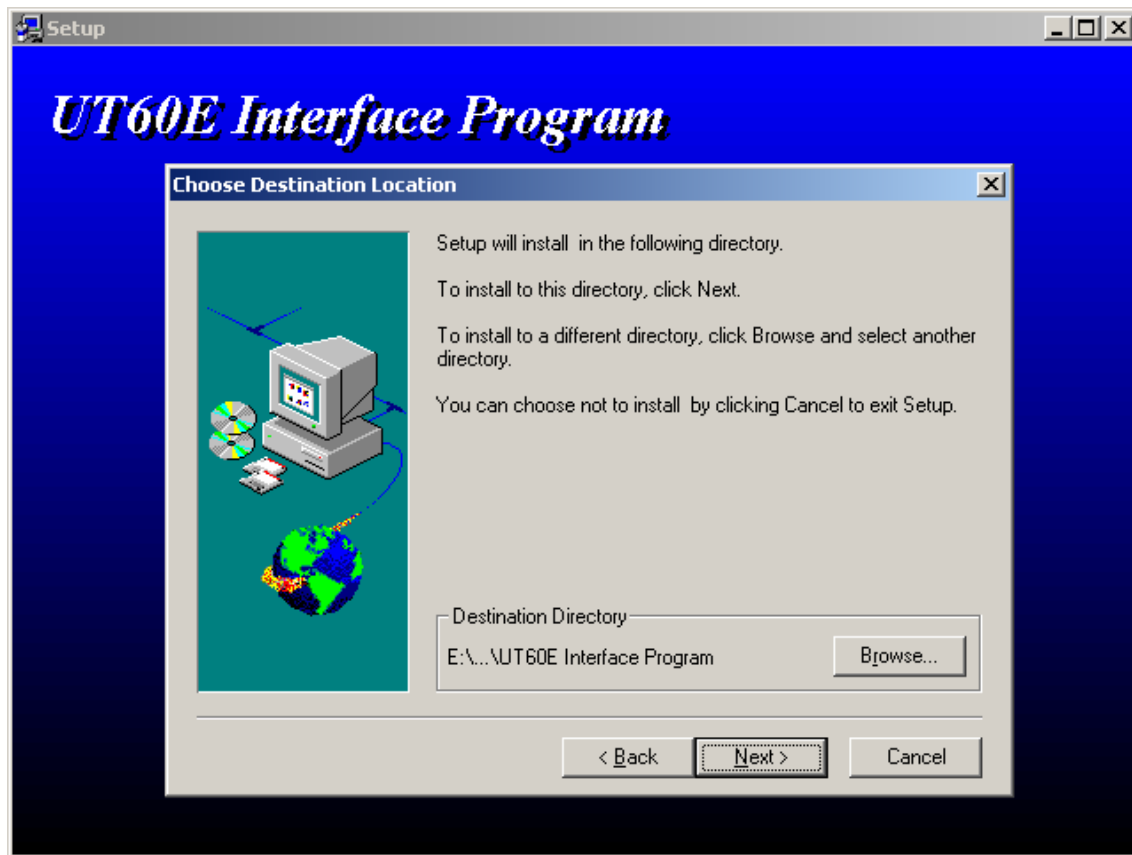 Setup
UT60E Interface Program
Choose Destination Location
Setup will install  in the following directory.
To install to this directory, click Next.
To install to a different directory, click Browse and select another
directory.
You can choose not to install  by clicking Cancel to exit Setup.
Destination Directory
E:\...\UT60E Interface Program
Browse...
< Back
Next >
Cancel